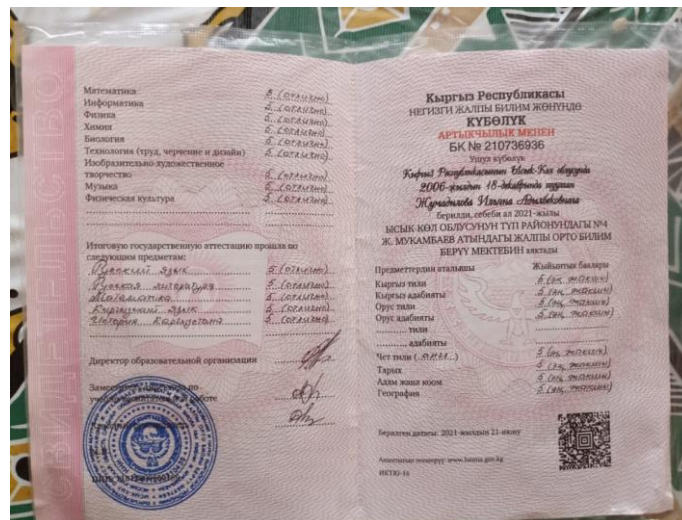 Математика 5 (отлично)
Информатика 5 (отлично)
Физика 5 (отлично)
Химия 5 (отлично)
Биология 5 (отлично)
Технология (труд, черчение и дизайн) 5 (отлично)
Изобразительно-художественное
творчество 5 (отлично)
Музыка 5 (отлично)
Физическая культура 5 (отлично)
Итоговую государственную аттестацию прошла по
следующим предметам:
Русский язык 5 (отлично)
Русская литература 5 (отлично)
Математика 5 (отлично)
Кыргызский язык 5 (отлично)
История Кыргызстана 5 (отлично)
Директор образовательной организации
Кыргыз Республикасы
НЕГИЗГИ ЖАЛПЫ БИЛИМ ЖӨНҮНДӨ
КҮБӨЛҮК
АРТЫКЧЫЛЫК МЕНЕН
БК № 210736936
Ушул күбөлүк
Кыргыз Республикасынын Ысык-Көл облусунда
2006-жылдын 18-декабрында туулган
Жумадилова Адылбековна
берилди, себеби ал 2021-жылы
ЫСЫК-КӨЛ ОБЛУСУНУН ТҮП РАЙОНУНДАГЫ №4
Ж. МУКАМБАЕВ АТЫНДАГЫ ЖАЛПЫ ОРТО БИЛИМ
БЕРҮҮ МЕКТЕБИН аяктады
Предметтердин аталышы Жыйынтык баллары
Кыргыз тили 5 (эң жакшы)
Кыргыз адабияты 5 (эң жакшы)
Орус тили 5 (эң жакшы)
Орус адабияты 5 (эң жакшы)
тили
адабияты
Чет тили (англ.) 5 (эң жакшы)
Тарых 5 (эң жакшы)
Адам жана коом 5 (эң жакшы)
География 5 (эң жакшы)
Берилген датасы: 2021-жылдын 21-июну